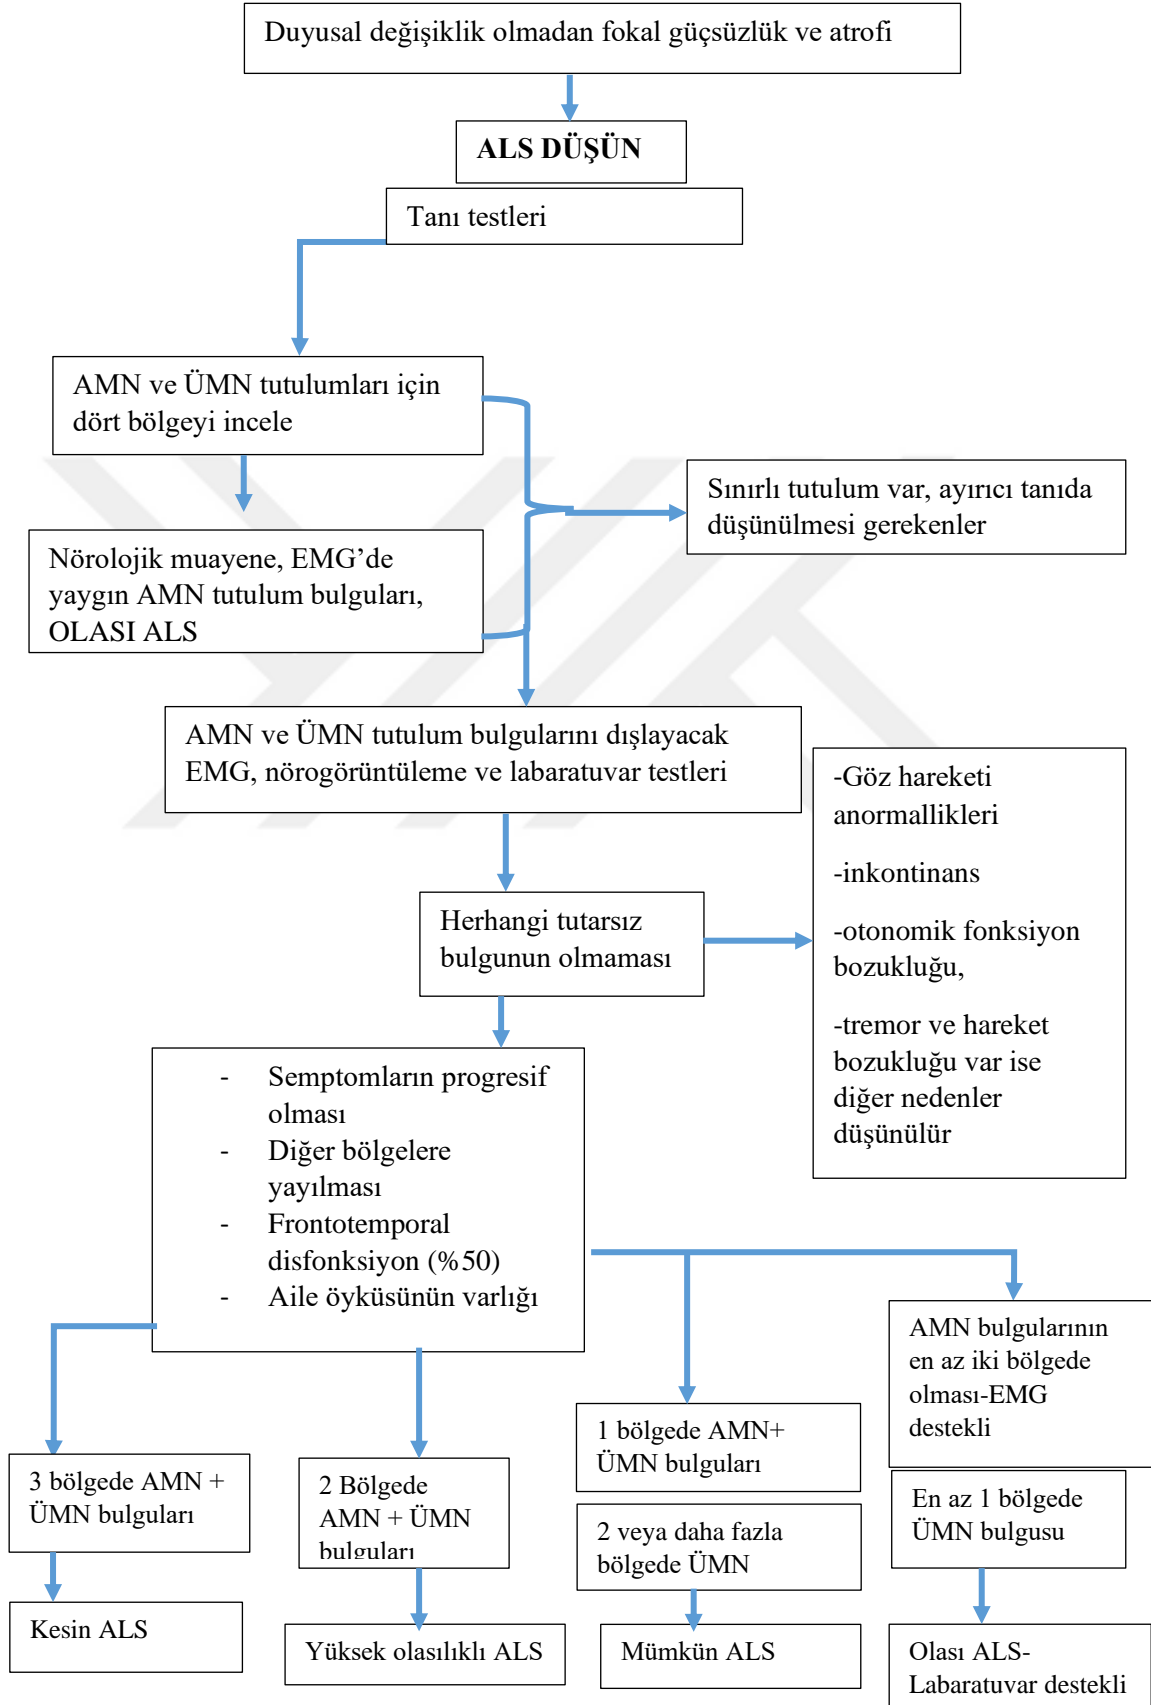 Duyusal değişiklik olmadan fokal güçsüzlük ve atrofi
ALS DÜŞÜN
Tanı testleri
AMN ve ÜMN tutulumları için
dört bölgeyi incele
Sınırlı tutulum var, ayırıcı tanıda
düşünülmesi gerekenler
Nörolojik muayene, EMG’de
yaygın AMN tutulum bulguları,
OLASI ALS
AMN ve ÜMN tutulum bulgularını dışlayacak
EMG, nörogörüntüleme ve labaratuvar testleri
-Göz hareketi
anormallikleri
-inkontinans
-otonomik fonksiyon
bozukluğu,
-tremor ve hareket
bozukluğu var ise
diğer nedenler
düşünülür
Herhangi tutarsız
bulgunun olmaması
- Semptomların progresif
olması
- Diğer bölgelere
yayılması
- Frontotemporal
disfonksiyon (%50)
- Aile öyküsünün varlığı
3 bölgede AMN +
ÜMN bulguları
Kesin ALS
2 Bölgede
AMN + ÜMN
bulguları
Yüksek olasılıklı ALS
1 bölgede AMN+
ÜMN bulguları
2 veya daha fazla
bölgede ÜMN
Mümkün ALS
AMN bulgularının
en az iki bölgede
olması-EMG
destekli
En az 1 bölgede
ÜMN bulgusu
Olası ALS-
Labaratuvar destekli